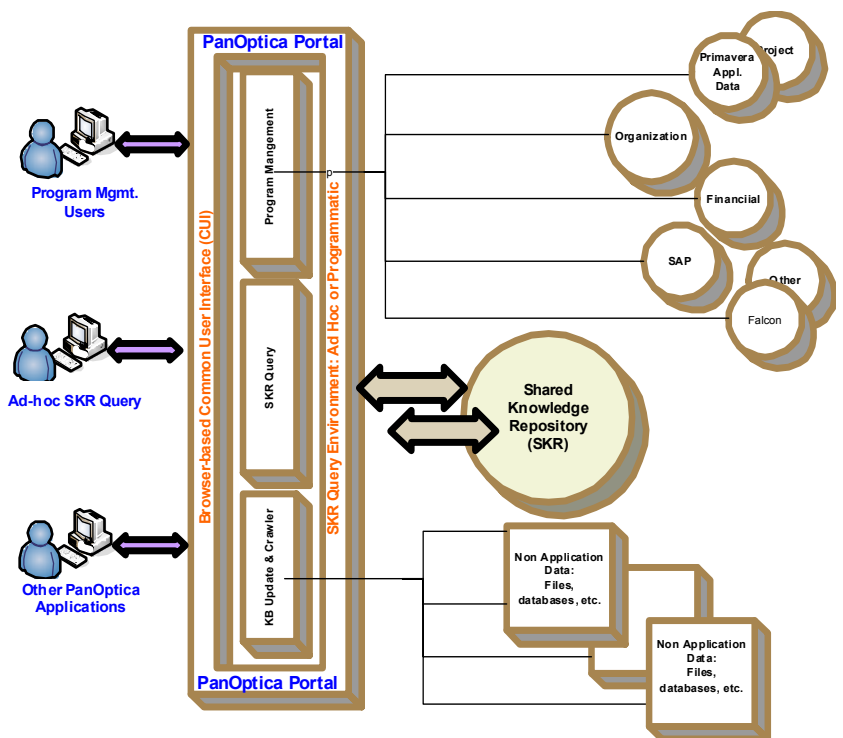 PanOptica Portal
Program Mgmt.
Users
Ad-hoc SKR Query
Other PanOptica
Applications
Browser-based Common User Interface (CUI)
Program Mangement
SKR Query
KB Update & Crawler
SKR Query Environment: Ad Hoc or Programmatic
p
PanOptica Portal
Primavera
Appl.
Data
Project
Organization
Financiial
SAP
Other
Falcon
Shared
Knowledge
Repository
(SKR)
Non Application
Data:
Files,
databases, etc.
Non Application
Data:
Files,
databases, etc.